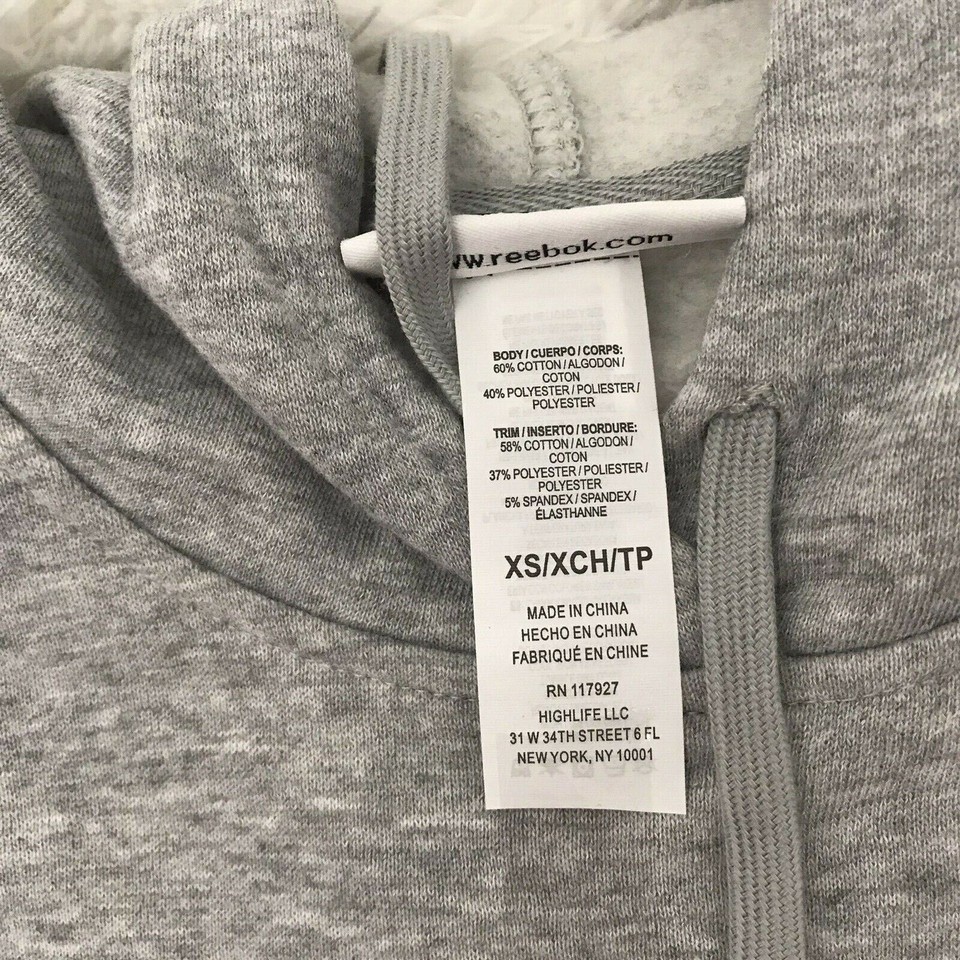 ww.reebok.com
BODY / CUERPO / CORPS:
60% COTTON / ALGODON /
COTON
40% POLYESTER / POLIESTER /
POLYESTER
TRIM / INSERTO / BORDURE:
58% COTTON / ALGODON /
COTON
37% POLYESTER / POLIESTER /
POLYESTER
5% SPANDEX / SPANDEX /
ÉLASTHANNE
XS/XCH/TP
MADE IN CHINA
HECHO EN CHINA
FABRIQUÉ EN CHINE
RN 117927
HIGHLIFE LLC
31 W 34TH STREET 6 FL
NEW YORK, NY 10001